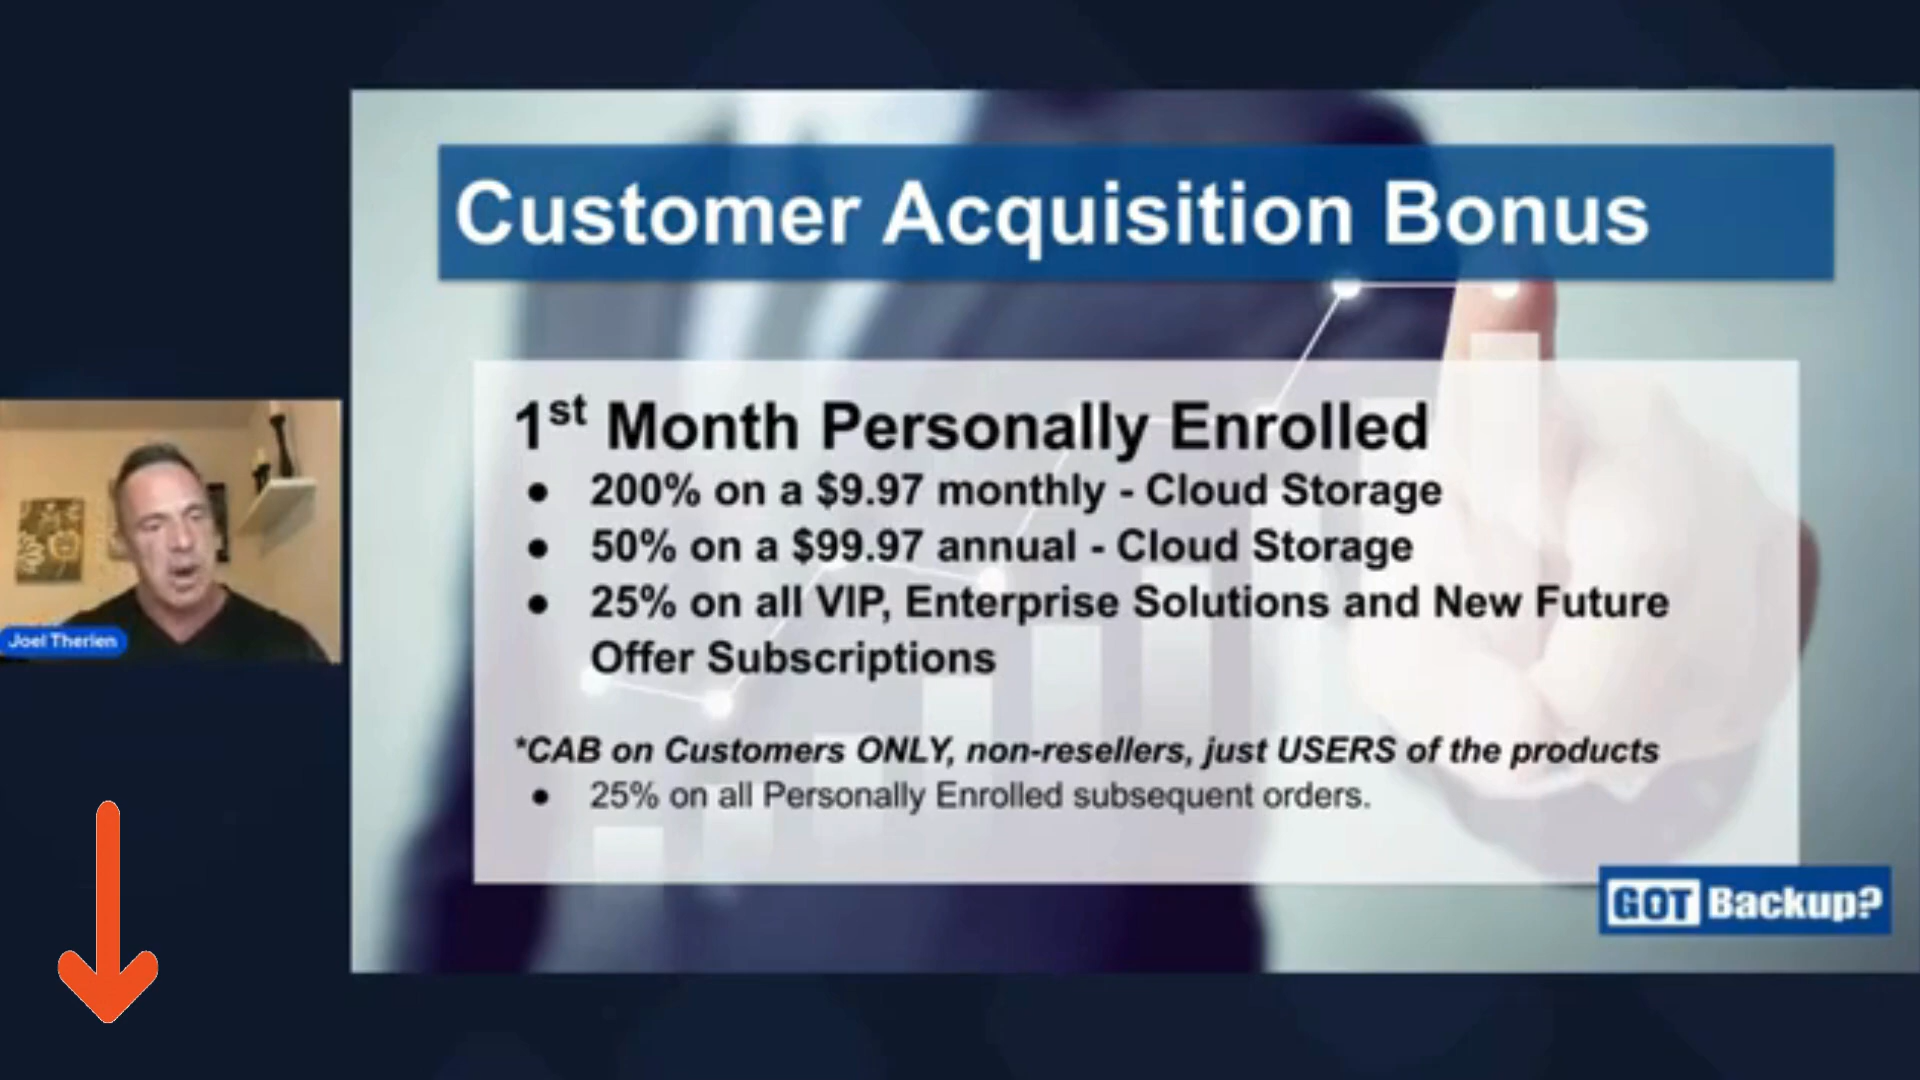 Customer Acquisition Bonus
1st Month Personally Enrolled
● 200% on a $9.97 monthly - Cloud Storage
● 50% on a $99.97 annual - Cloud Storage
● 25% on all VIP, Enterprise Solutions and New Future
Offer Subscriptions
*CAB on Customers ONLY, non-resellers, just USERS of the products
● 25% on all Personally Enrolled subsequent orders.
Joel Therien
GOT Backup?